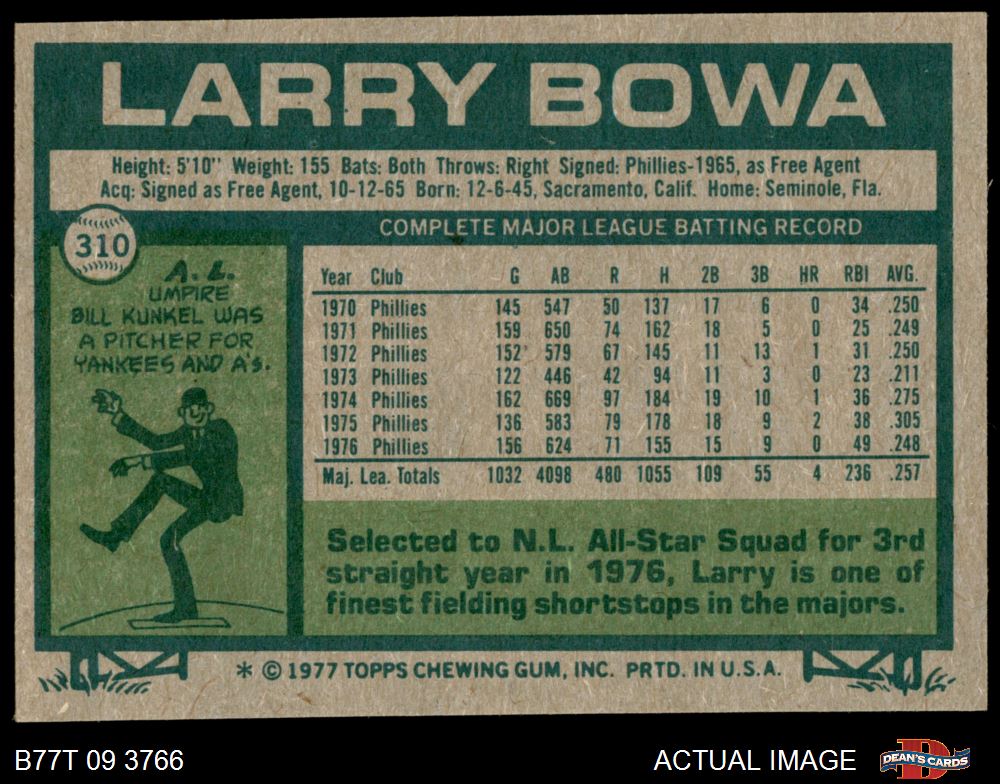 LARRY BOWA
Height: 5'10" Weight: 155 Bats: Both Throws: Right Signed: Phillies-1965, as Free Agent
Acq: Signed as Free Agent, 10-12-65 Born: 12-6-45, Sacramento, Calif. Home: Seminole, Fla.
310
A.L.
UMPIRE
BILL KUNKEL WAS
A PITCHER FOR
YANKEES AND A'S.
COMPLETE MAJOR LEAGUE BATTING RECORD
Year Club G AB R H 2B 3B HR RBI AVG.
1970 Phillies 145 547 50 137 17 6 0 34 .250
1971 Phillies 159 650 74 162 18 5 0 25 .249
1972 Phillies 152 579 67 145 11 13 1 31 .250
1973 Phillies 122 446 42 94 11 3 0 23 .211
1974 Phillies 162 669 97 184 19 10 1 36 .275
1975 Phillies 136 583 79 178 18 9 2 38 .305
1976 Phillies 156 624 71 155 15 9 0 49 .248
Maj. Lea. Totals 1032 4098 480 1055 109 55 4 236 .257
Selected to N.L. All-Star Squad for 3rd
straight year in 1976, Larry is one of
finest fielding shortstops in the majors.
* © 1977 TOPPS CHEWING GUM, INC. PRTD. IN U.S.A.
B77T 09 3766
ACTUAL IMAGE
D
DEAN'S CARDS